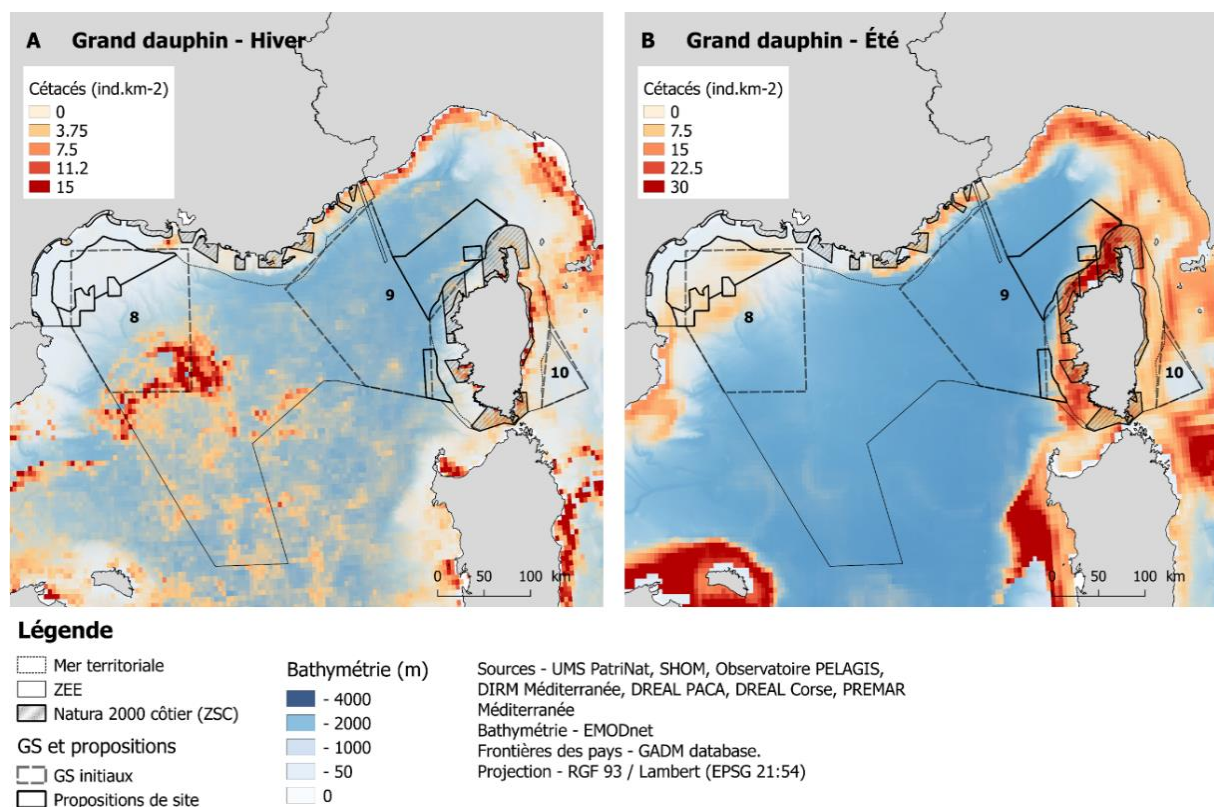 A Grand dauphin - Hiver
Cétacés (ind.km-2)
0
3.75
7.5
11.2
15
8
9
10
0 50 100 km
B Grand dauphin - Été
Cétacés (ind.km-2)
0
7.5
15
22.5
30
8
9
10
0 50 100 km
Légende
Mer territoriale
ZEE
Natura 2000 côtier (ZSC)
GS et propositions
GS initiaux
Propositions de site
Bathymétrie (m)
- 4000
- 2000
- 1000
- 50
0
Sources - UMS PatriNat, SHOM, Observatoire PELAGIS,
DIRM Méditerranée, DREAL PACA, DREAL Corse, PREMAR
Méditerranée
Bathymétrie - EMODnet
Frontières des pays - GADM database.
Projection - RGF 93 / Lambert (EPSG 21:54)